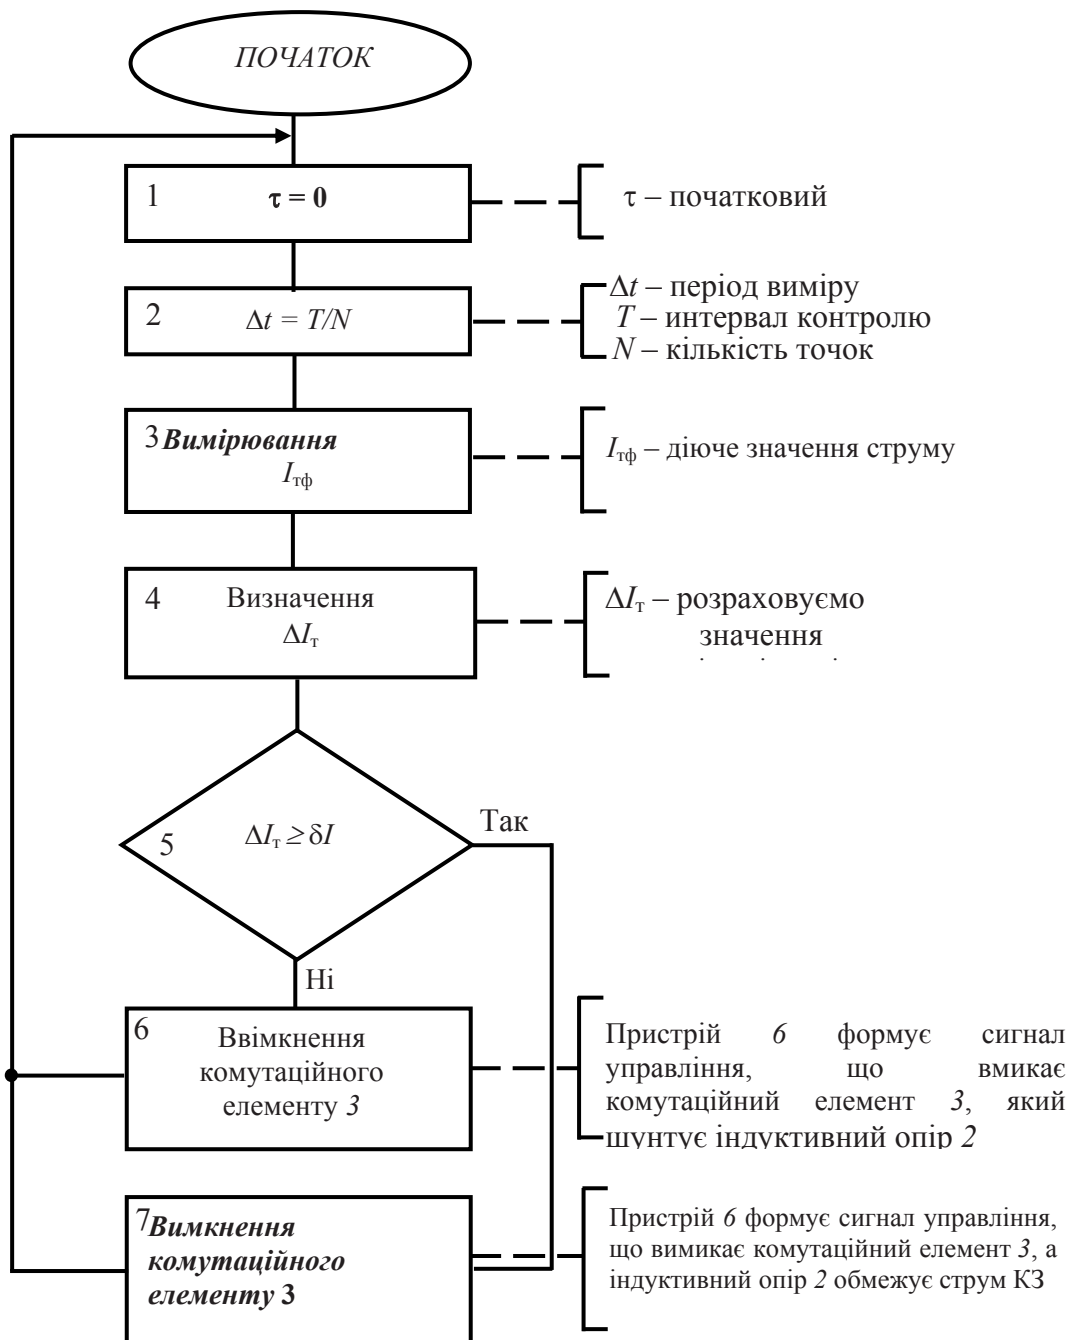 ПОЧАТОК
1
τ = 0
τ – початковий
2
Δt = T/N
Δt – період виміру
T – интервал контролю
N – кількість точок
3 Вимірювання
Iтф
Iтф – діюче значення струму
4
Визначення
ΔIт
ΔIт – розраховуємо
значення
5
ΔIт ≥ δI
Так
Ні
6
Ввімкнення
комутаційного
елементу 3
Пристрій 6 формує сигнал
управління, що вмикає
комутаційний елемент 3, який
шунтує індуктивний опір 2
7 Вимкнення
комутаційного
елементу 3
Пристрій 6 формує сигнал управління,
що вимикає комутаційний елемент 3, а
індуктивний опір 2 обмежує струм КЗ